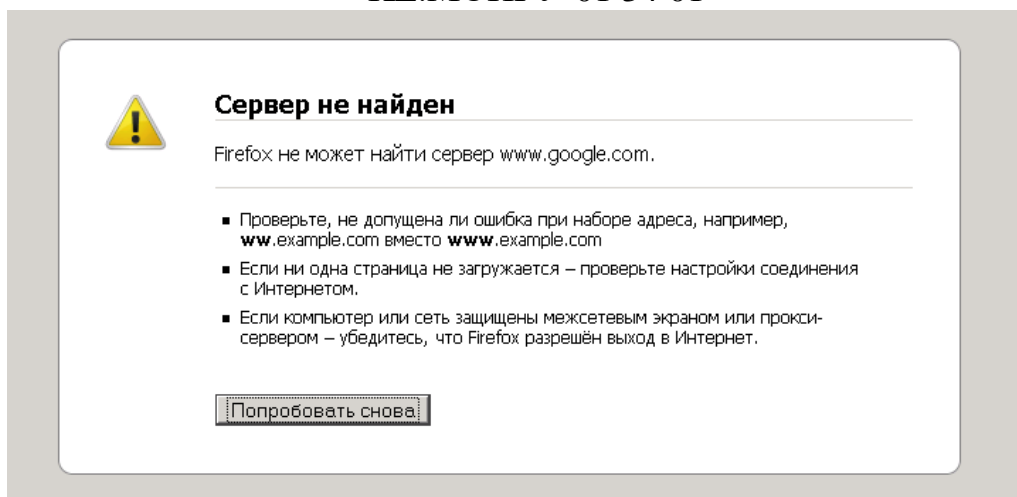 Сервер не найден
Firefox не может найти сервер www.google.com.
Проверьте, не допущена ли ошибка при наборе адреса, например,
ww.example.com вместо www.example.com
Если ни одна страница не загружается – проверьте настройки соединения
с Интернетом.
Если компьютер или сеть защищены межсетевым экраном или прокси-
сервером – убедитесь, что Firefox разрешён выход в Интернет.
Попробовать снова